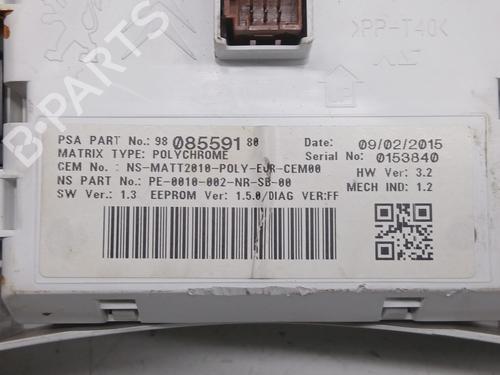 >PP-T40<
PSA PART No.: 98 085591 80 Date: 09/02/2015
MATRIX TYPE: POLYCHROME Serial No: 0153840
CEM No. : NS-MATT2010-POLY-EUR-CEM00 HW Ver: 3.2
NS PART No.: PE-0010-002-NR-SB-00 MECH IND: 1.2
SW Ver.: 1.3 EEPROM Ver: 1.5.0/DIAG VER:FF